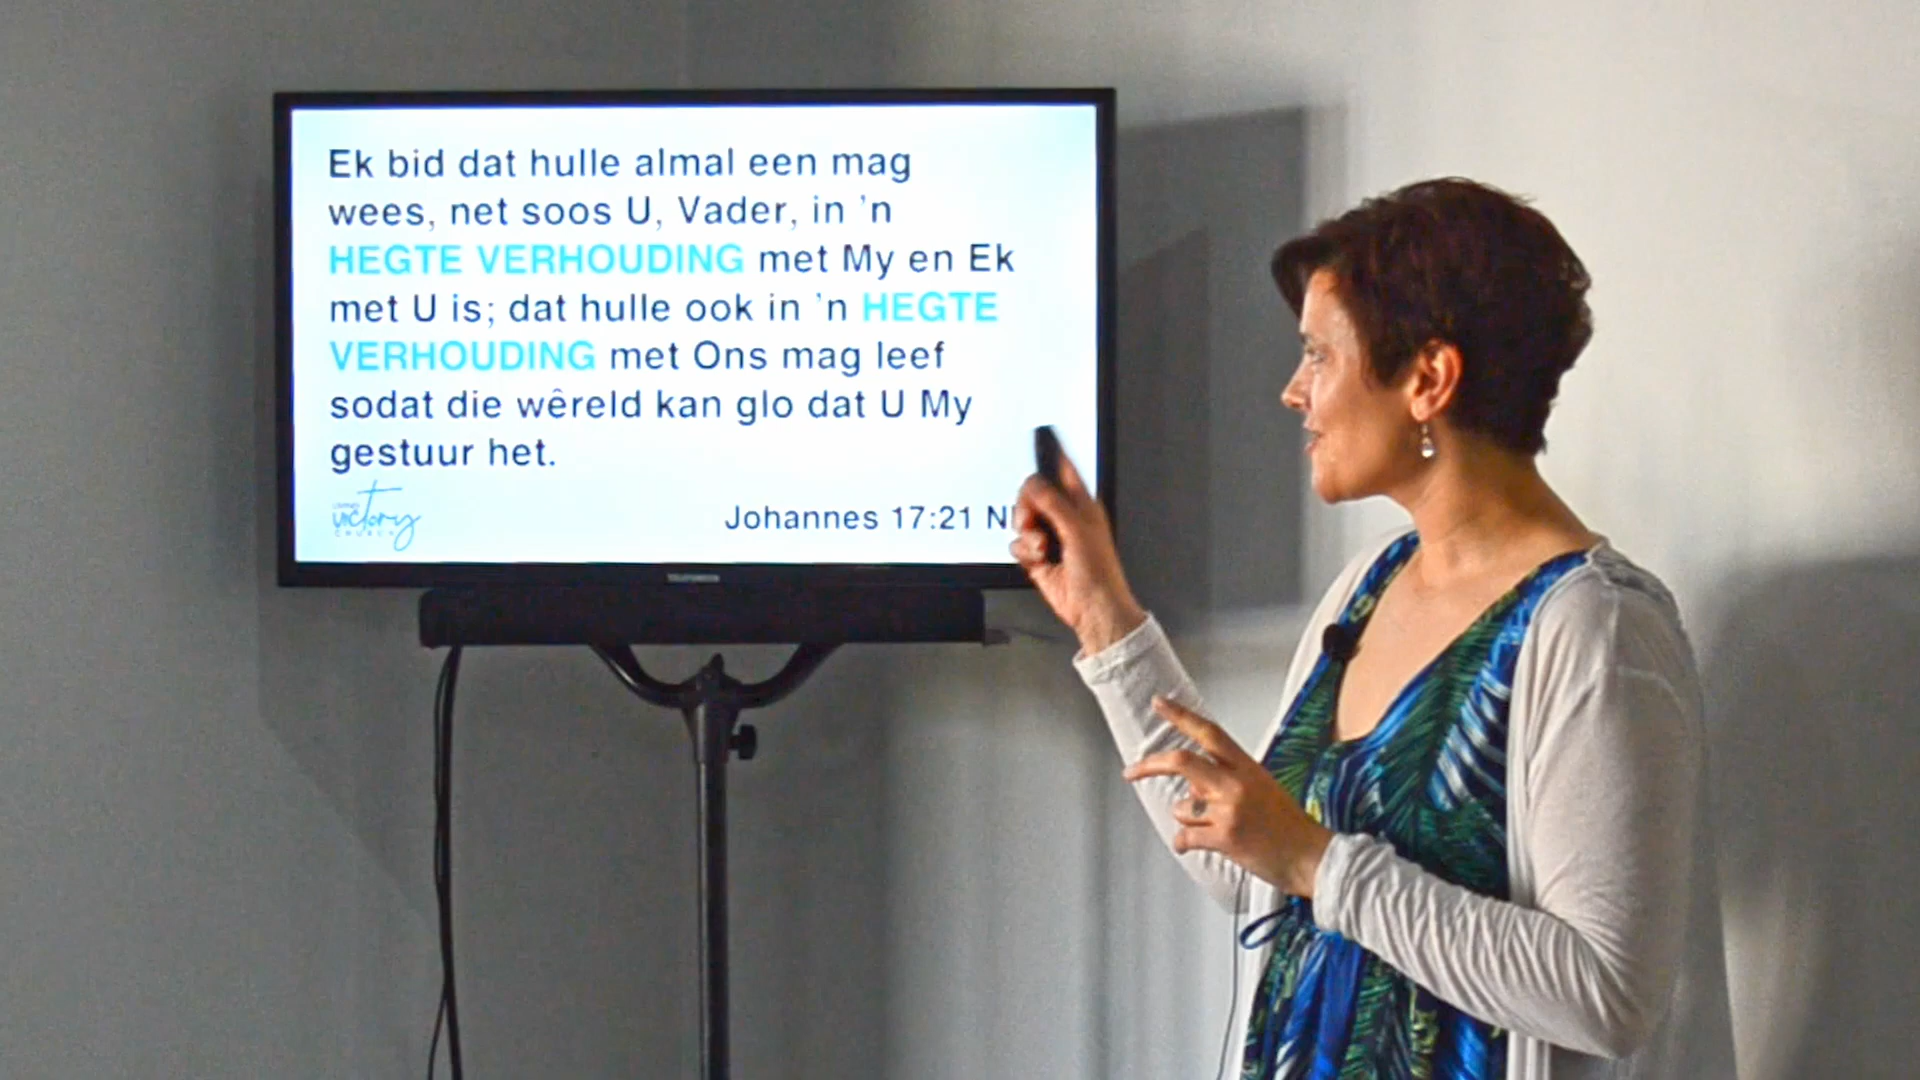 Ek bid dat hulle almal een mag
wees, net soos U, Vader, in 'n
HEGTE VERHOUDING met My en Ek
met U is; dat hulle ook in 'n HEGTE
VERHOUDING met Ons mag leef
sodat die wêreld kan glo dat U My
gestuur het.
victory
CHURCH
Johannes 17:21
TELEFUNKEN